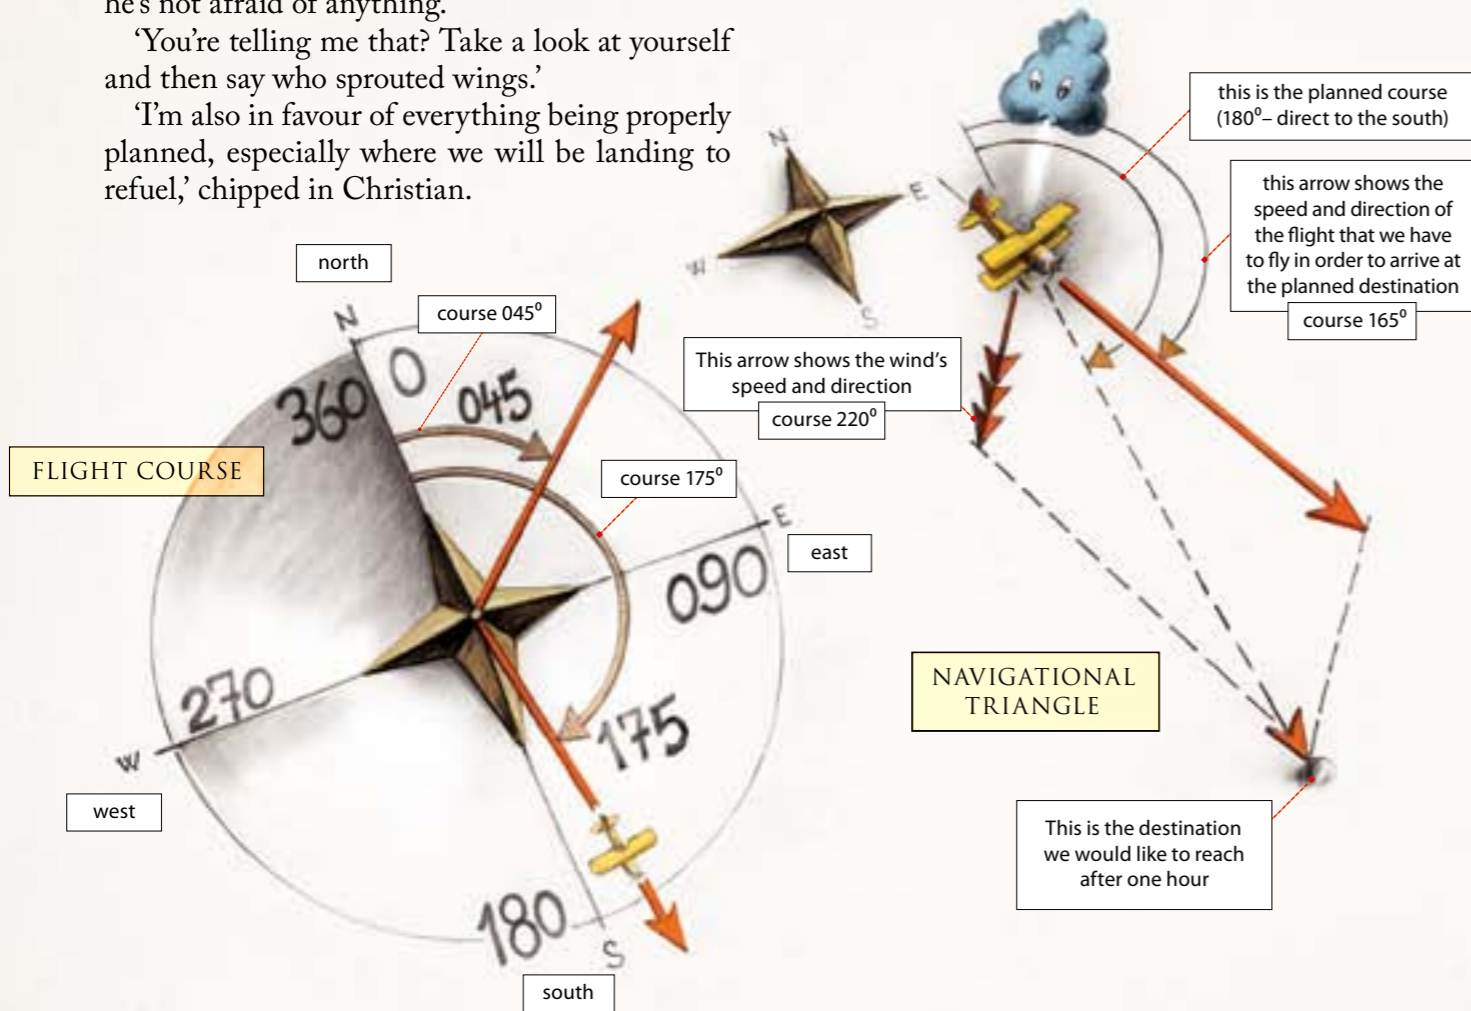 he's not afraid of anything.
‘You're telling me that? Take a look at yourself
and then say who sprouted wings.’
‘I'm also in favour of everything being properly
planned, especially where we will be landing to
refuel,’ chipped in Christian.
north
N
course 045⁰
360
0
045
FLIGHT COURSE
course 175⁰
E
east
090
270
175
W
west
180
S
south
N
E
W
S
this is the planned course
(180⁰– direct to the south)
this arrow shows the
speed and direction of
the flight that we have
to fly in order to arrive at
the planned destination
course 165⁰
This arrow shows the wind's
speed and direction
course 220⁰
NAVIGATIONAL
TRIANGLE
This is the destination
we would like to reach
after one hour